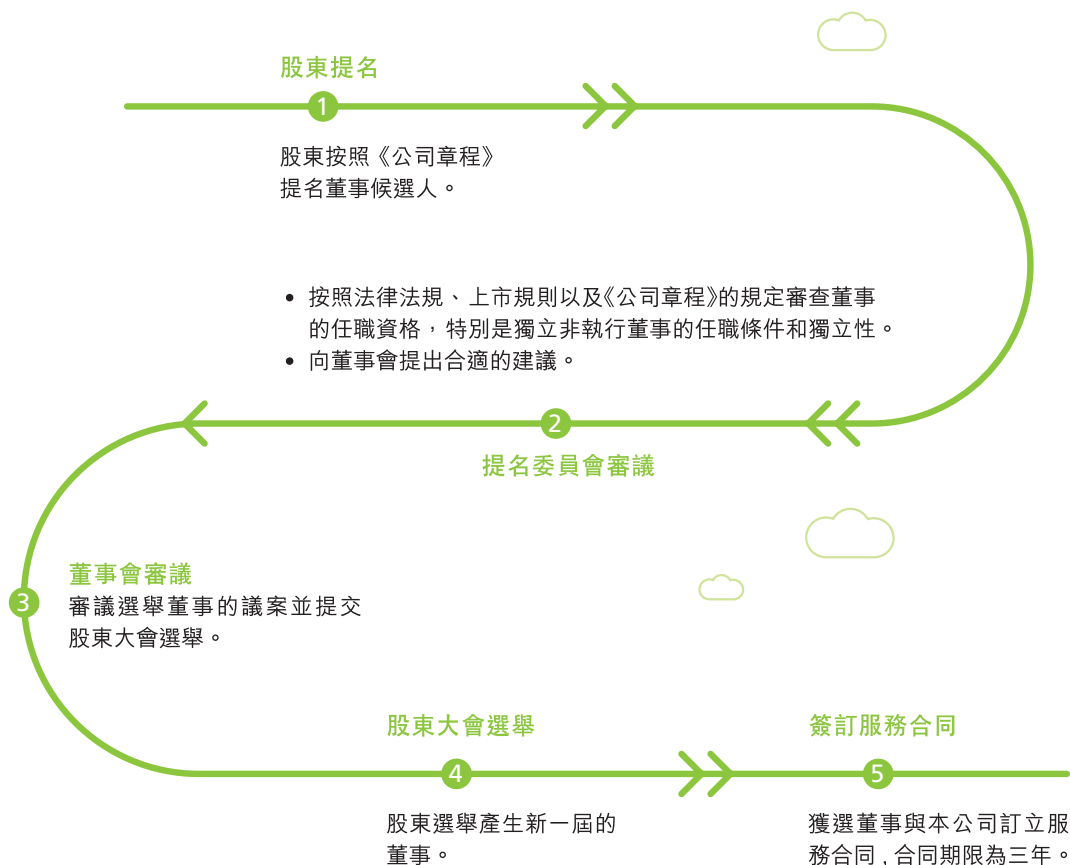 股東提名
1
股東按照《公司章程》
提名董事候選人。
• 按照法律法規、上市規則以及《公司章程》的規定審查董事
的任職資格，特別是獨立非執行董事的任職條件和獨立性。
• 向董事會提出合適的建議。
2
提名委員會審議
董事會審議
3
審議選舉董事的議案並提交
股東大會選舉。
股東大會選舉
4
股東選舉產生新一屆的
董事。
簽訂服務合同
5
獲選董事與本公司訂立服
務合同，合同期限為三年。